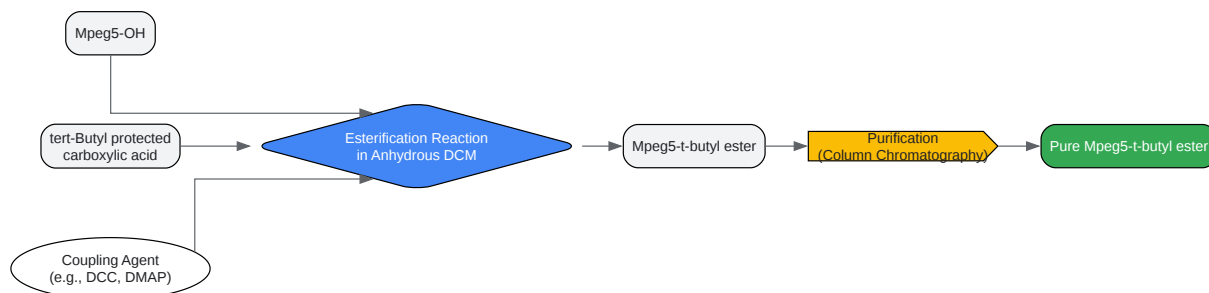 Mpeg5-OH
tert-Butyl protected
carboxylic acid
Esterification Reaction
in Anhydrous DCM
Mpeg5-t-butyl ester
Purification
(Column Chromatography)
Pure Mpeg5-t-butyl ester
Coupling Agent
(e.g., DCC, DMAP)